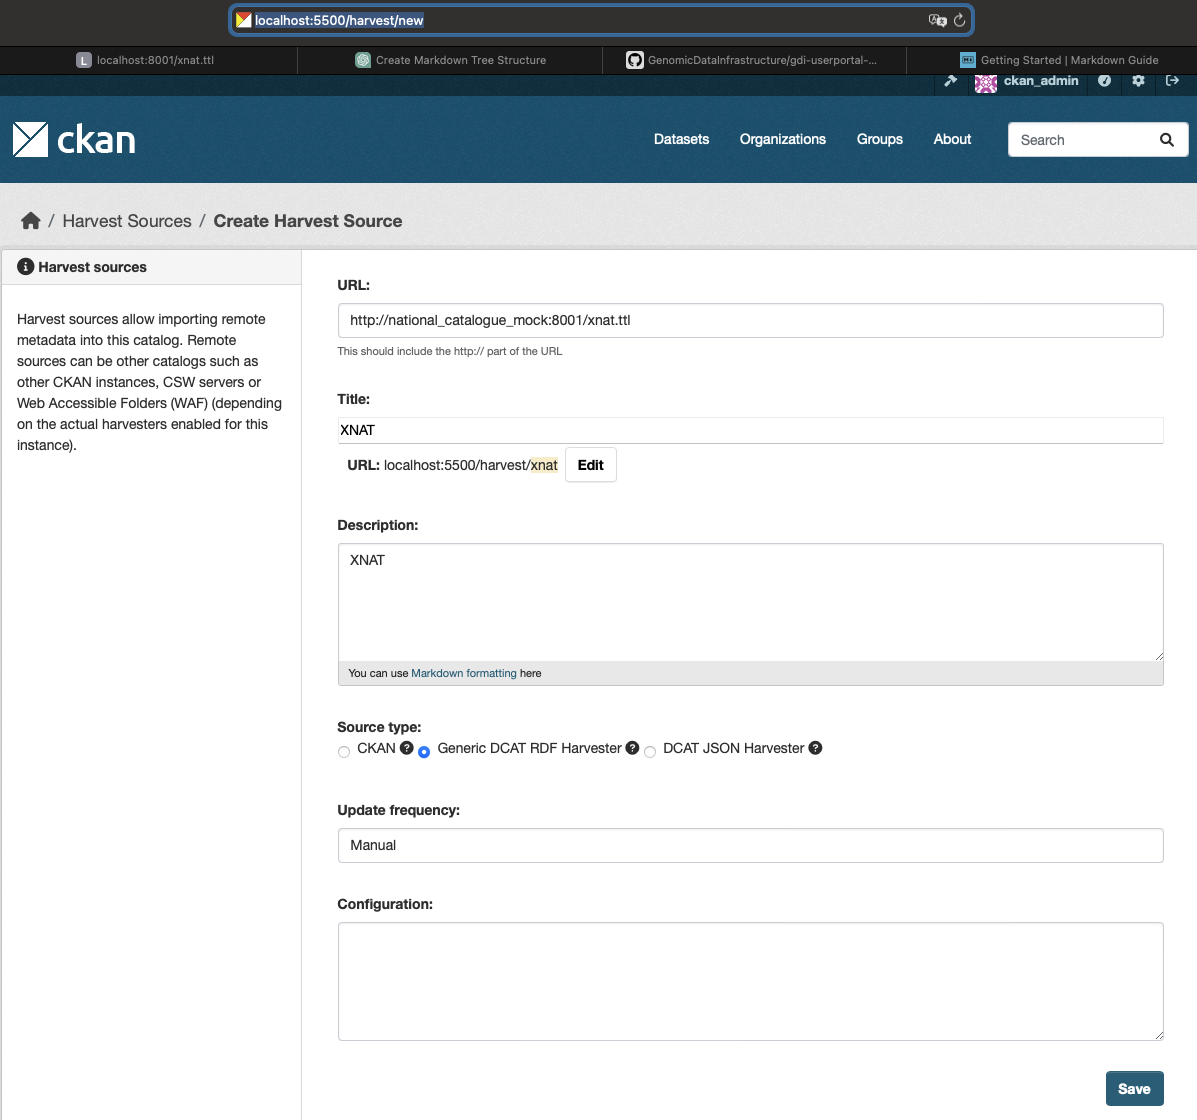 localhost:5500/harvest/new
L localhost:8001/xnat.ttl
Create Markdown Tree Structure
GenomicDataInfrastructure/gdi-userportal-...
Getting Started | Markdown Guide
ckan_admin
ckan
Datasets
Organizations
Groups
About
Search
/ Harvest Sources / Create Harvest Source
Harvest sources
Harvest sources allow importing remote
metadata into this catalog. Remote
sources can be other catalogs such as
other CKAN instances, CSW servers or
Web Accessible Folders (WAF) (depending
on the actual harvesters enabled for this
instance).
URL:
http://national_catalogue_mock:8001/xnat.ttl
This should include the http:// part of the URL
Title:
XNAT
URL: localhost:5500/harvest/xnat Edit
Description:
XNAT
You can use Markdown formatting here
Source type:
CKAN ? Generic DCAT RDF Harvester ? DCAT JSON Harvester ?
Update frequency:
Manual
Configuration:
Save